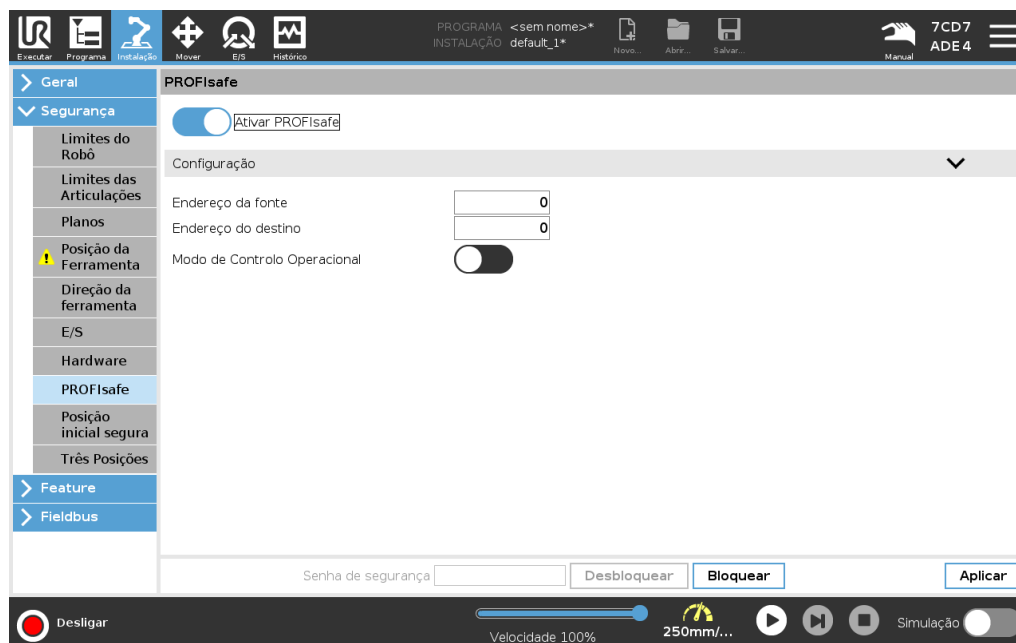 UR
PROGRAMA <sem nome>*
INSTALAÇÃO default_1*
Executar
Programa
Instalação
Mover
E/S
Histórico
Novo...
Abrir...
Salvar...
Manual
7CD7
ADE4
Geral
Segurança
Limites do
Robô
Limites das
Articulações
Planos
Posição da
Ferramenta
Direção da
ferramenta
E/S
Hardware
PROFIsafe
Posição
inicial segura
Três Posições
Feature
Fieldbus
PROFIsafe
Ativar PROFIsafe
Configuração
Endereço da fonte 0
Endereço do destino 0
Modo de Controlo Operacional
Senha de segurança Desbloquear Bloquear Aplicar
Desligar
Velocidade 100%
250mm/...
Simulação